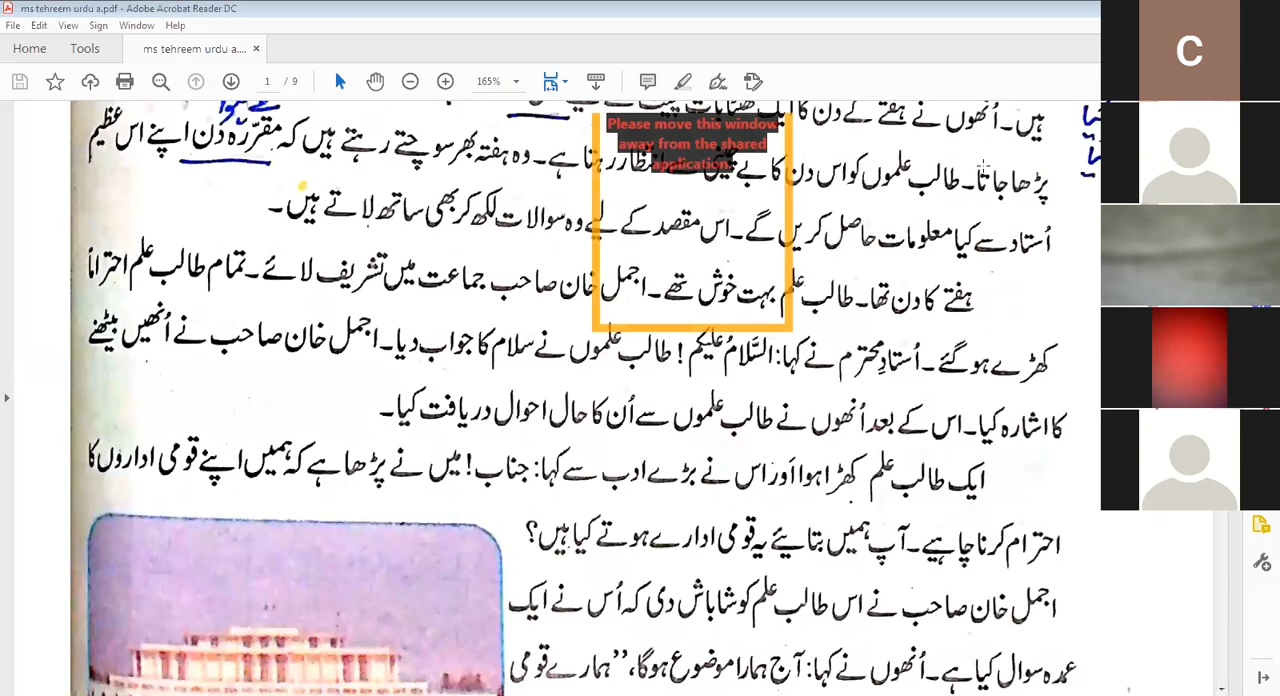 ms tehreem urdu a.pdf - Adobe Acrobat Reader DC
File Edit View Sign Window Help
Home Tools ms tehreem urdu a.... ×
1 / 9 165%
C
ہیں۔ اُنھوں نے ہفتے کے دن کا ایک
Please move this window
away from the shared
application.
پڑھا جاتا۔ طالب علموں کو اس دن کا بے رہتا ہے۔ وہ ہفتہ بھر سوچتے رہتے ہیں کہ مقرّرہ دن اپنے اس عظیم
اُستاد سے کیا معلومات حاصل کریں گے۔ اس مقصد کے لیے وہ سوالات لکھ کر بھی ساتھ لاتے ہیں۔
ہفتے کا دن تھا۔ طالب علم بہت خوش تھے۔ اجمل خان صاحب جماعت میں تشریف لائے۔ تمام طالب علم احتراماً
کھڑے ہو گئے۔ اُستادِ محترم نے کہا: السَّلامُ علیکم! طالب علموں نے سلام کا جواب دیا۔ اجمل خان صاحب نے اُنھیں بیٹھنے
کا اشارہ کیا۔ اس کے بعد اُنھوں نے طالب علموں سے اُن کا حال احوال دریافت کیا۔
ایک طالب علم کھڑا ہوا اَور اس نے بڑے ادب سے کہا: جناب! میں نے پڑھا ہے کہ ہمیں اپنے قومی اداروں کا
احترام کرنا چاہیے۔ آپ ہمیں بتائیے یہ قومی ادارے ہوتے کیا ہیں؟
اجمل خان صاحب نے اس طالب علم کو شاباش دی کہ اُس نے ایک
عمدہ سوال کیا ہے۔ اُنھوں نے کہا: آج ہمارا موضوع ہوگا، ”ہمارے قومی